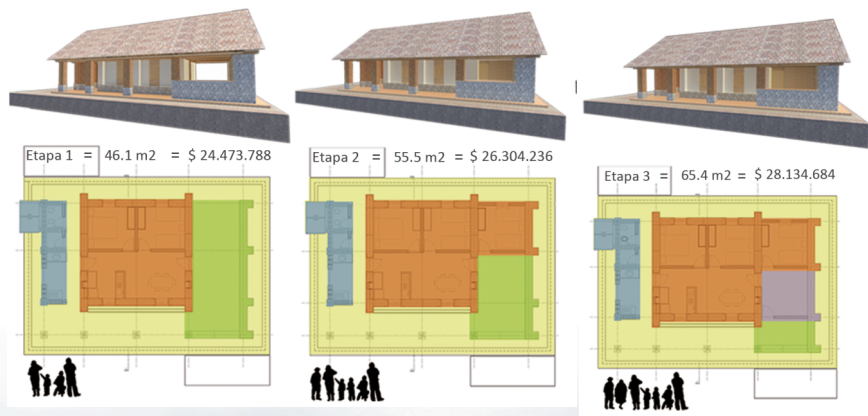 Etapa 1 = 46.1 m2 = $ 24.473.788
Etapa 2 = 55.5 m2 = $ 26.304.236
Etapa 3 = 65.4 m2 = $ 28.134.684